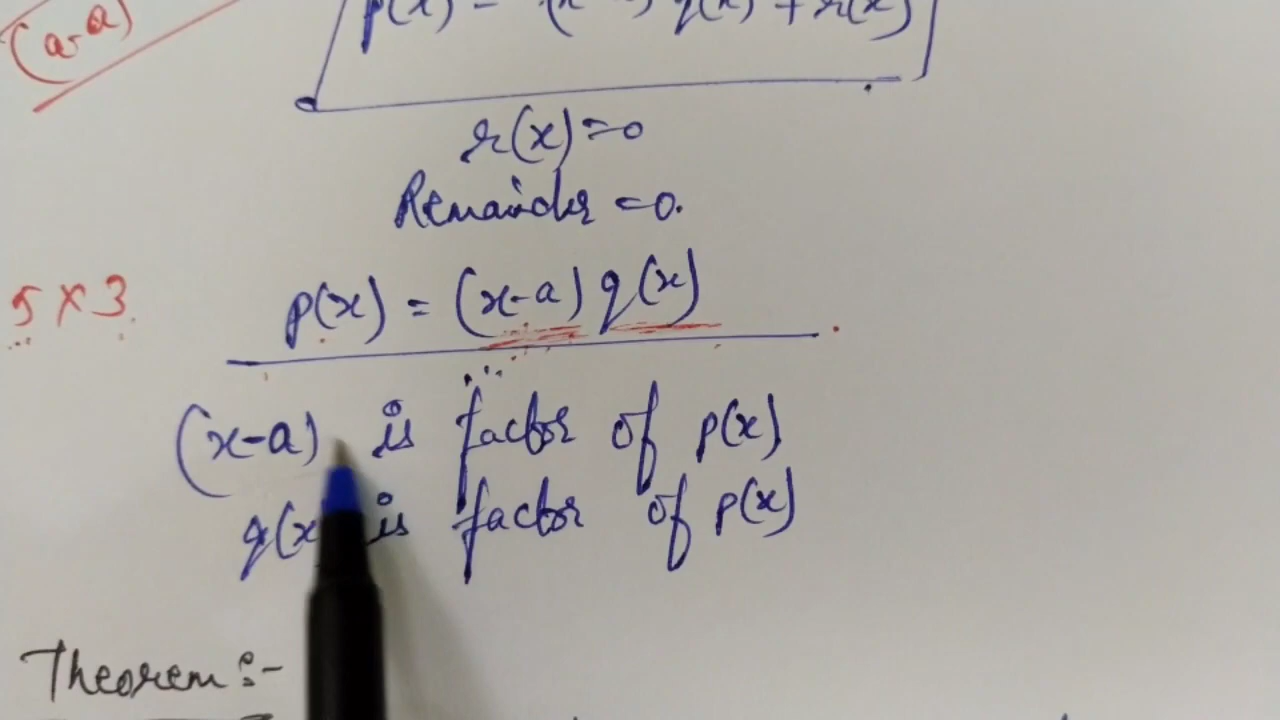 (a-a)
p(x) = (x-a) q(x) + r(x)
r(x)=0
Remainder =0.
5 X 3
p(x) = (x-a) q(x)
(x-a) is factor of p(x)
q(x is factor of p(x)
Theorem:-